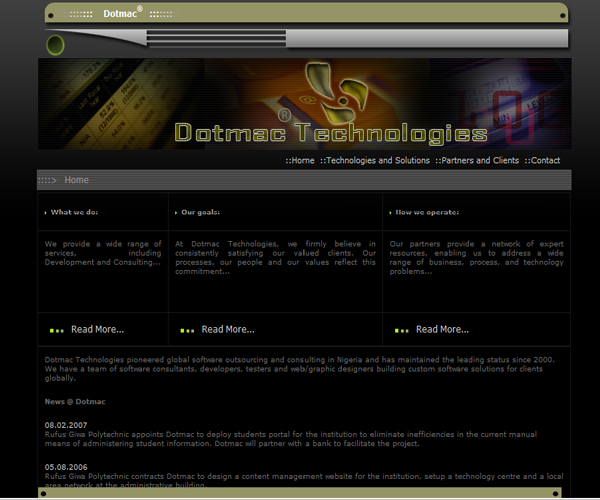 ::::::: Dotmac® :::::::
Dotmac® Technologies
::Home ::Technologies and Solutions ::Partners and Clients ::Contact
::::> Home
What we do:
We provide a wide range of
services, including
Development and Consulting...
Read More...
Our goals:
At Dotmac Technologies, we firmly believe in
consistently satisfying our valued clients. Our
processes, our people and our values reflect this
commitment...
Read More...
How we operate:
Our partners provide a network of expert
resources, enabling us to address a wide
range of business, process, and technology
problems...
Read More...
Dotmac Technologies pioneered global software outsourcing and consulting in Nigeria and has maintained the leading status since 2000.
We have a team of software consultants, developers, testers and web/graphic designers building custom software solutions for clients
globally.
News @ Dotmac
08.02.2007
Rufus Giwa Polytechnic appoints Dotmac to deploy students portal for the institution to eliminate inefficiencies in the current manual
means of administering student information. Dotmac will partner with a bank to facilitate the project.
05.08.2006
Rufus Giwa Polytechnic contracts Dotmac to design a content management website for the institution, setup a technology centre and a local
area network at the administrative building.